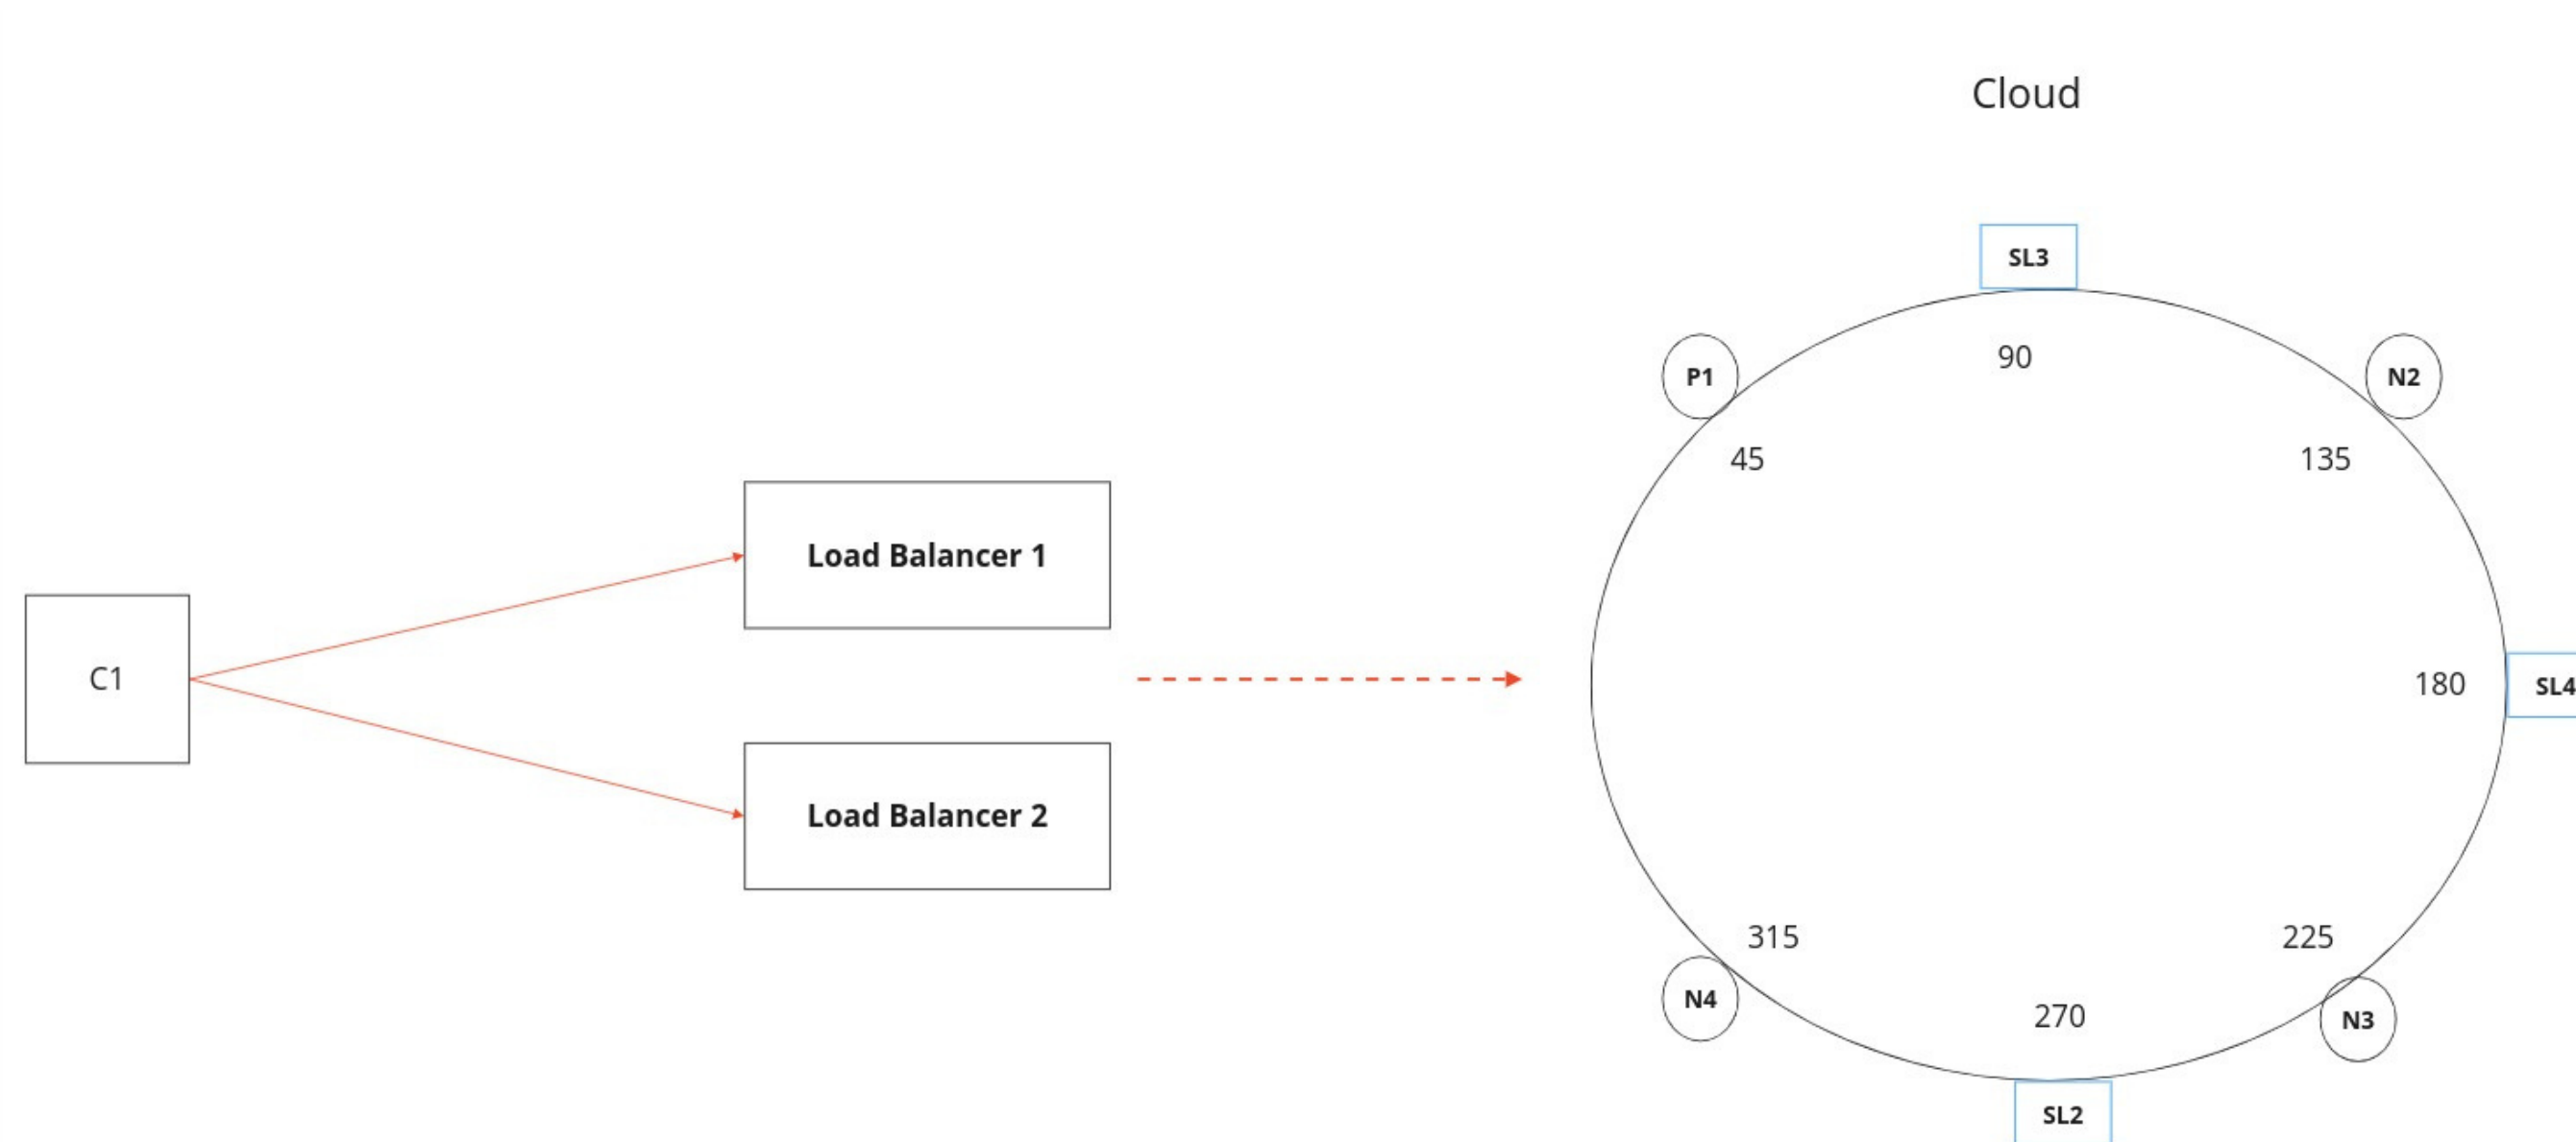 Cloud
SL3
90
P1
N2
45
135
Load Balancer 1
C1
180
SL4
Load Balancer 2
315
225
N4
270
N3
SL2